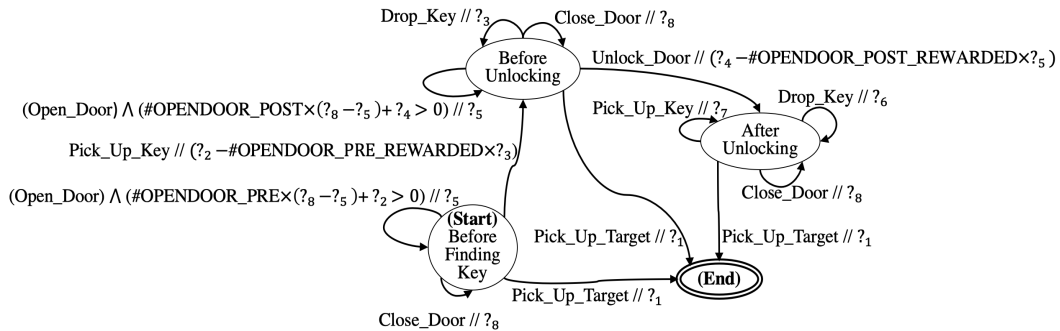 Drop_Key // ?₃
Close_Door // ?₈
Before
Unlocking
Unlock_Door // (?₄ −#OPENDOOR_POST_REWARDED×?₅ )
(Open_Door) ∧ (#OPENDOOR_POST×(?₈ −?₅ )+ ?₄ > 0) // ?₅
Pick_Up_Key // ?₇
Drop_Key // ?₆
After
Unlocking
Pick_Up_Key // (?₂ −#OPENDOOR_PRE_REWARDED×?₃)
Close_Door // ?₈
(Open_Door) ∧ (#OPENDOOR_PRE×(?₈ −?₅ )+ ?₂ > 0) // ?₅
(Start)
Before
Finding
Key
Pick_Up_Target // ?₁
Pick_Up_Target // ?₁
(End)
Pick_Up_Target // ?₁
Close_Door // ?₈